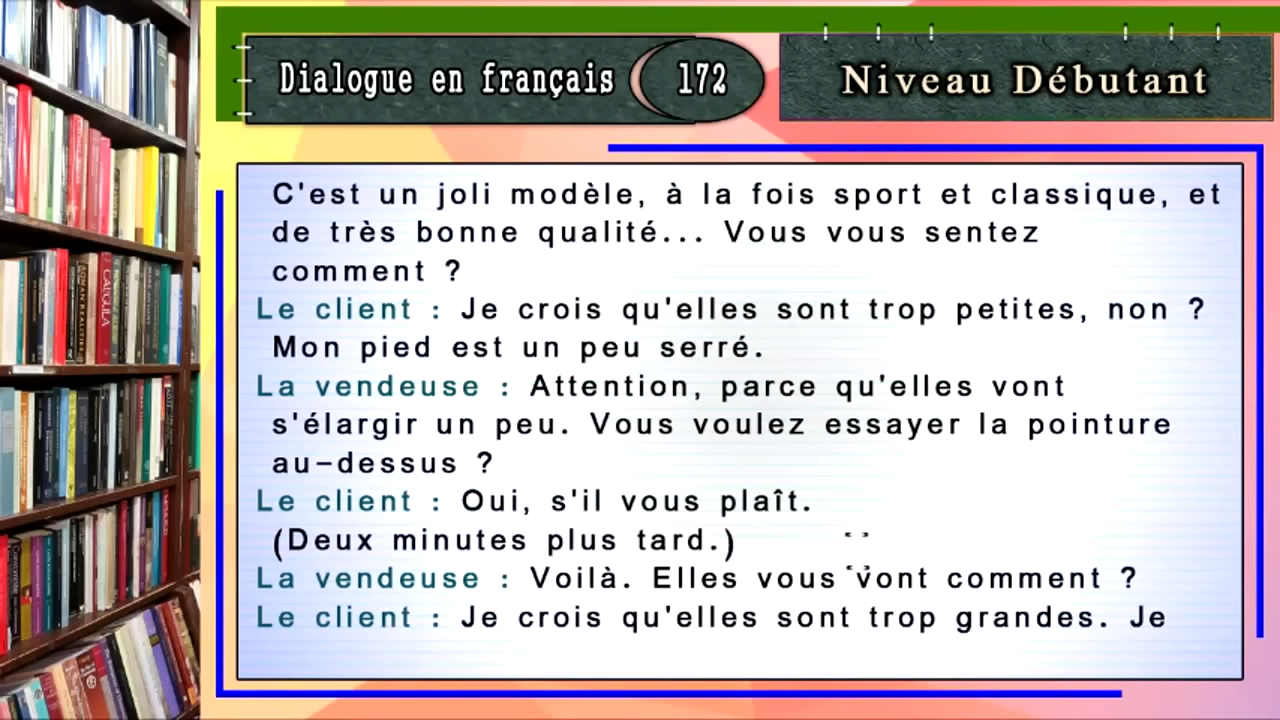 Dialogue en français 172
Niveau Débutant
C'est un joli modèle, à la fois sport et classique, et
de très bonne qualité... Vous vous sentez
comment ?
Le client : Je crois qu'elles sont trop petites, non ?
Mon pied est un peu serré.
La vendeuse : Attention, parce qu'elles vont
s'élargir un peu. Vous voulez essayer la pointure
au-dessus ?
Le client : Oui, s'il vous plaît.
(Deux minutes plus tard.)
La vendeuse : Voilà. Elles vous vont comment ?
Le client : Je crois qu'elles sont trop grandes. Je